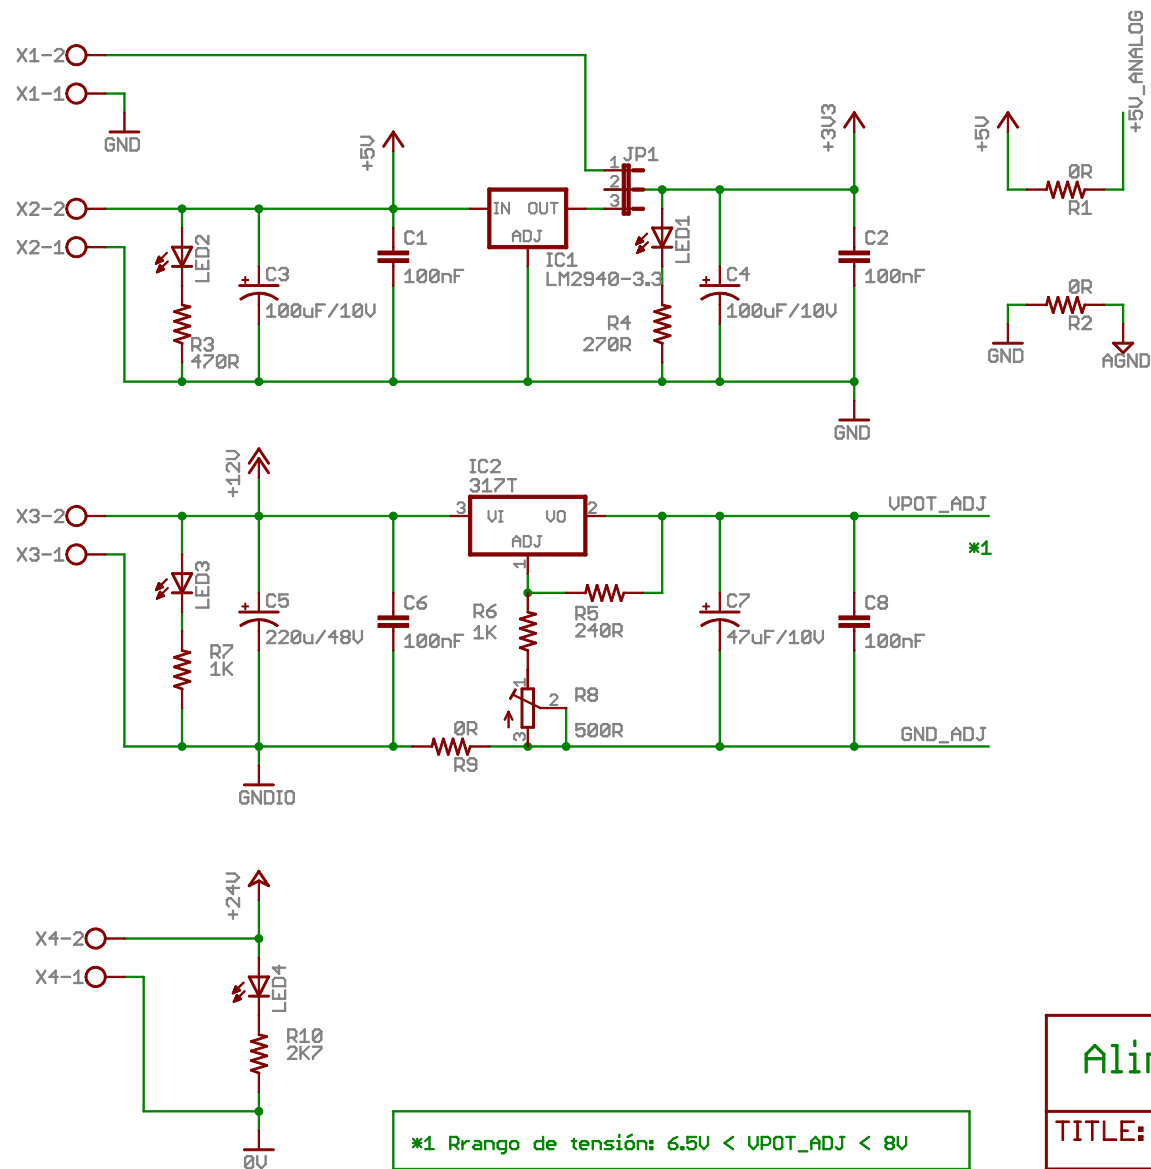 X1-2
X1-1
GND
+5V
JP1
1
2
3
+3V3
+5V
+5V_ANALOG
0R
R1
X2-2
X2-1
LED2
C3
100uF/10V
R3
470R
C1
100nF
IN OUT
ADJ
IC1
LM2940-3.3
LED1
R4
270R
C4
100uF/10V
C2
100nF
GND
0R
R2
GND
AGND
+12V
IC2
317T
3
VI VO
2
ADJ
1
VPOT_ADJ
*1
X3-2
X3-1
LED3
R7
1K
C5
220u/48V
C6
100nF
R6
1K
R5
240R
C7
47uF/10V
C8
100nF
1
2
3
R8
500R
0R
R9
GND_ADJ
GNDIO
+24V
X4-2
X4-1
LED4
R10
2K7
0V
*1 Rrango de tensión: 6.5V < VPOT_ADJ < 8V
Ali
TITLE: